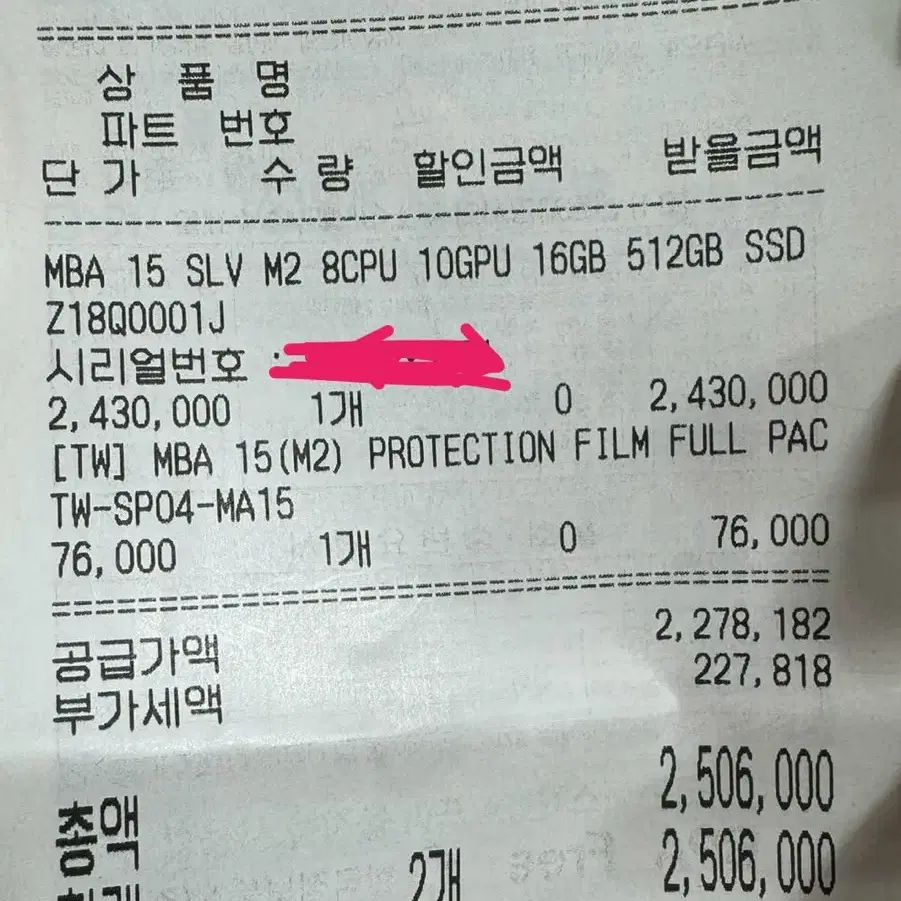 상 품 명
파트 번호
단 가 수 량 할인금액 받을금액
MBA 15 SLV M2 8CPU 10GPU 16GB 512GB SSD
Z18Q0001J
시리얼번호 :
2,430,000 1개 0 2,430,000
[TW] MBA 15(M2) PROTECTION FILM FULL PAC
TW-SP04-MA15
76,000 1개 0 76,000
공급가액 2,278,182
부가세액 227,818
총액 2,506,000
2개 2,506,000